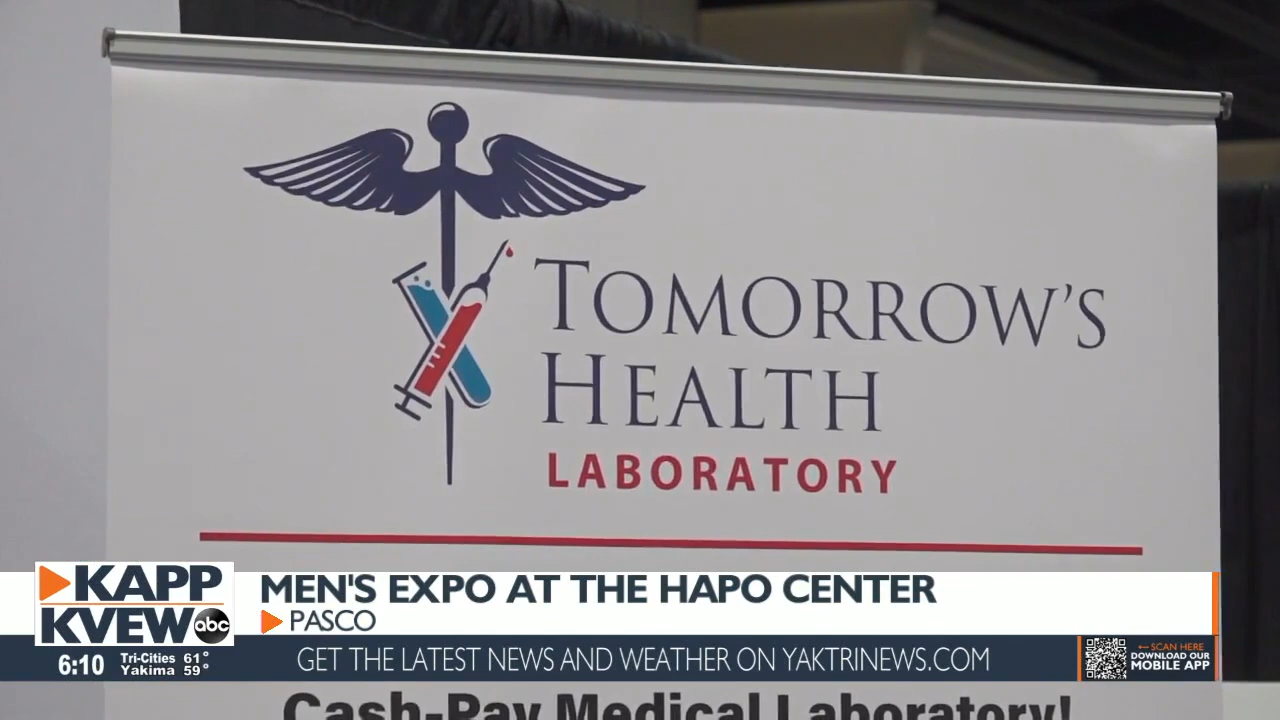 TOMORROW'S
HEALTH
LABORATORY
KAPP
KVEW abc
MEN'S EXPO AT THE HAPO CENTER
PASCO
6:10
Tri-Cities 61°
Yakima 59°
GET THE LATEST NEWS AND WEATHER ON YAKTRINEWS.COM
←SCAN HERE
DOWNLOAD OUR
MOBILE APP
Cash-Pay Medical Laboratory!